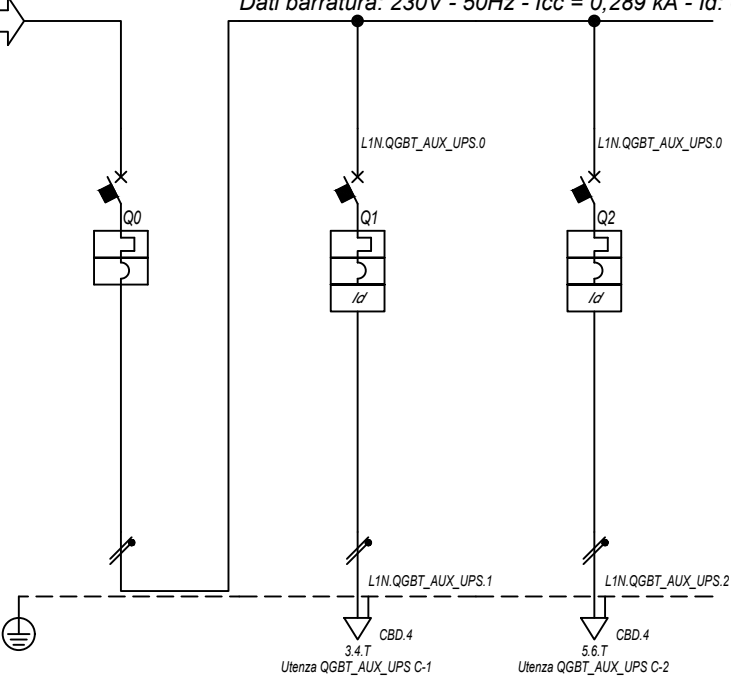 Dati barratura: 230V - 50Hz - Icc = 0,289 kA - Id:
L1N.QGBT_AUX_UPS.0
L1N.QGBT_AUX_UPS.0
Q0
Q1
Q2
Id
Id
L1N.QGBT_AUX_UPS.1
L1N.QGBT_AUX_UPS.2
CBD.4
CBD.4
3.4.T
5.6.T
Utenza QGBT_AUX_UPS C-1
Utenza QGBT_AUX_UPS C-2